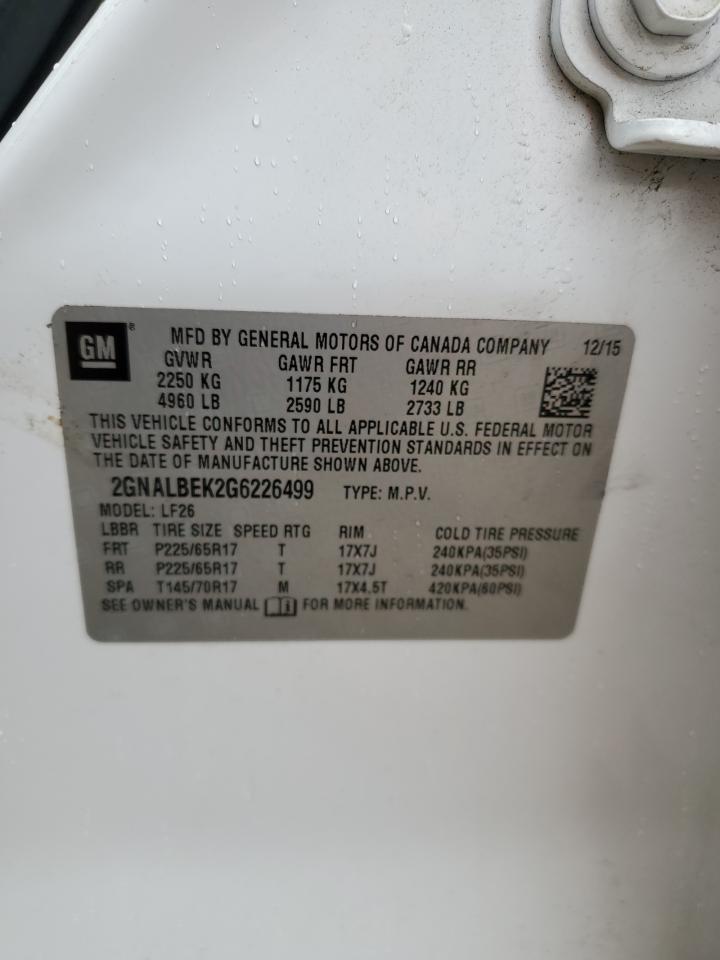 GM ® MFD BY GENERAL MOTORS OF CANADA COMPANY 12/15
GVWR GAWR FRT GAWR RR
2250 KG 1175 KG 1240 KG
4960 LB 2590 LB 2733 LB
THIS VEHICLE CONFORMS TO ALL APPLICABLE U.S. FEDERAL MOTOR
VEHICLE SAFETY AND THEFT PREVENTION STANDARDS IN EFFECT ON
THE DATE OF MANUFACTURE SHOWN ABOVE.
2GNALBEK2G6226499 TYPE: M.P.V.
MODEL: LF26
LBBR TIRE SIZE SPEED RTG RIM COLD TIRE PRESSURE
FRT P225/65R17 T 17X7J 240KPA(35PSI)
RR P225/65R17 T 17X7J 240KPA(35PSI)
SPA T145/70R17 M 17X4.5T 420KPA(60PSI)
SEE OWNER'S MANUAL FOR MORE INFORMATION.